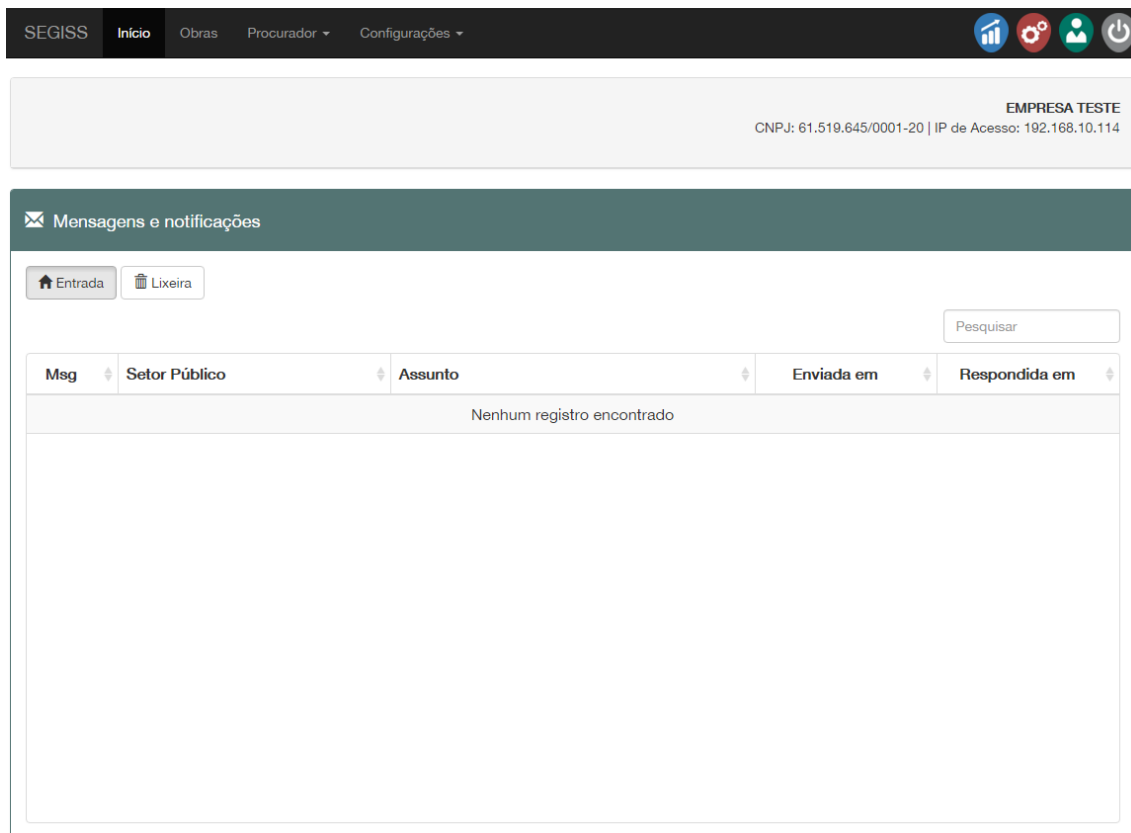 SEGISS Início Obras Procurador Configurações
EMPRESA TESTE
CNPJ: 61.519.645/0001-20 | IP de Acesso: 192.168.10.114
Mensagens e notificações
Entrada Lixeira
Pesquisar
Msg Setor Público Assunto Enviada em Respondida em
Nenhum registro encontrado